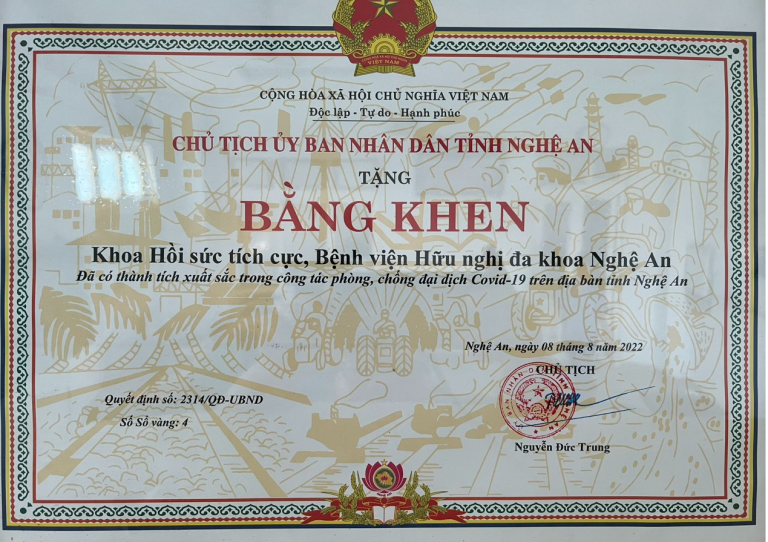 VIỆT NAM
CỘNG HÒA XÃ HỘI CHỦ NGHĨA VIỆT NAM
Độc lập - Tự do - Hạnh phúc
CHỦ TỊCH ỦY BAN NHÂN DÂN TỈNH NGHỆ AN
TẶNG
BẰNG KHEN
Khoa Hồi sức tích cực, Bệnh viện Hữu nghị đa khoa Nghệ An
Đã có thành tích xuất sắc trong công tác phòng, chống đại dịch Covid-19 trên địa bàn tỉnh Nghệ An
Nghệ An, ngày 08 tháng 8 năm 2022
CHỦ TỊCH
Quyết định số: 2314/QĐ-UBND
Số Sổ vàng: 4
Nguyễn Đức Trung